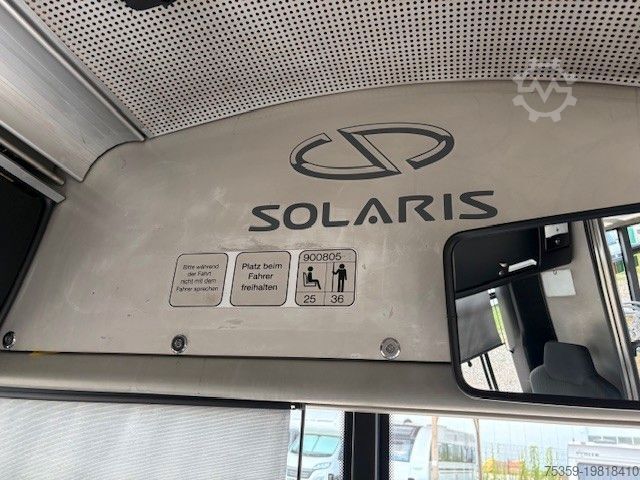 SOLARIS
Bitte während
der Fahrt
nicht mit dem
Fahrer sprechen
Platz beim
Fahrer
freihalten
900805
25 36
75359-19818410